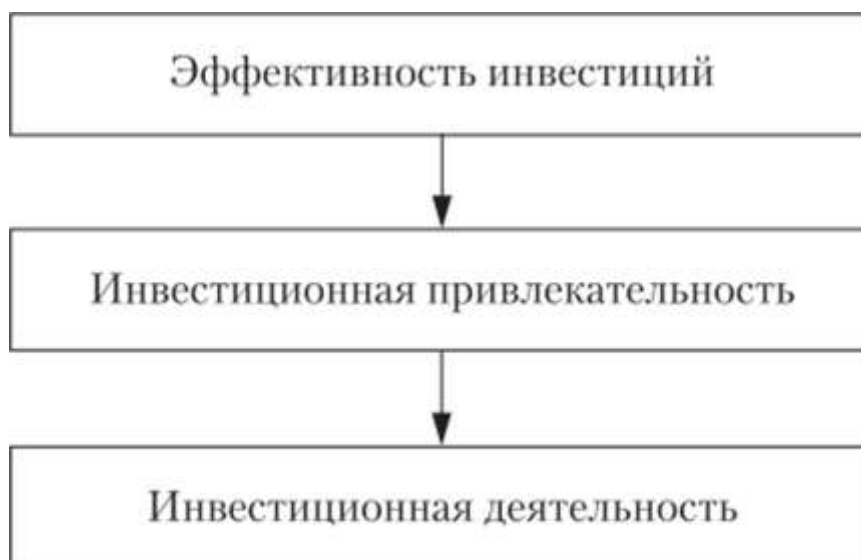 Эффективность инвестиций
Инвестиционная привлекательность
Инвестиционная деятельность